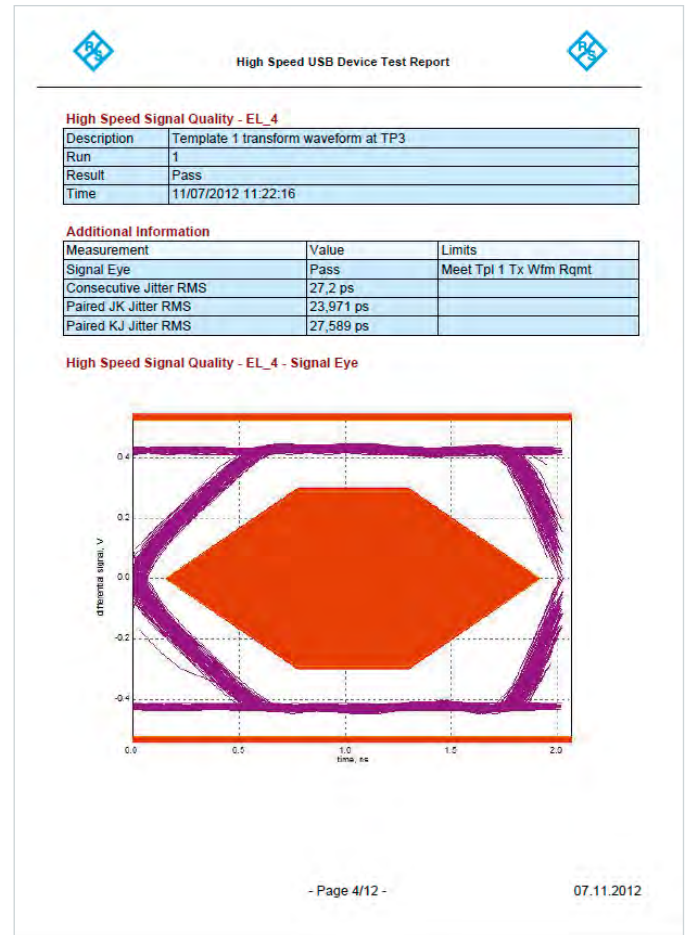 R&S
High Speed USB Device Test Report
R&S
High Speed Signal Quality - EL_4
Description Template 1 transform waveform at TP3
Run 1
Result Pass
Time 11/07/2012 11:22:16
Additional Information
Measurement Value Limits
Signal Eye Pass Meet Tpl 1 Tx Wfm Rqmt
Consecutive Jitter RMS 27,2 ps
Paired JK Jitter RMS 23,971 ps
Paired KJ Jitter RMS 27,589 ps
High Speed Signal Quality - EL_4 - Signal Eye
0.4
0.2
0.0
-0.2
-0.4
differential signal, V
0.0 0.5 1.0 1.5 2.0
time, ns
- Page 4/12 - 07.11.2012